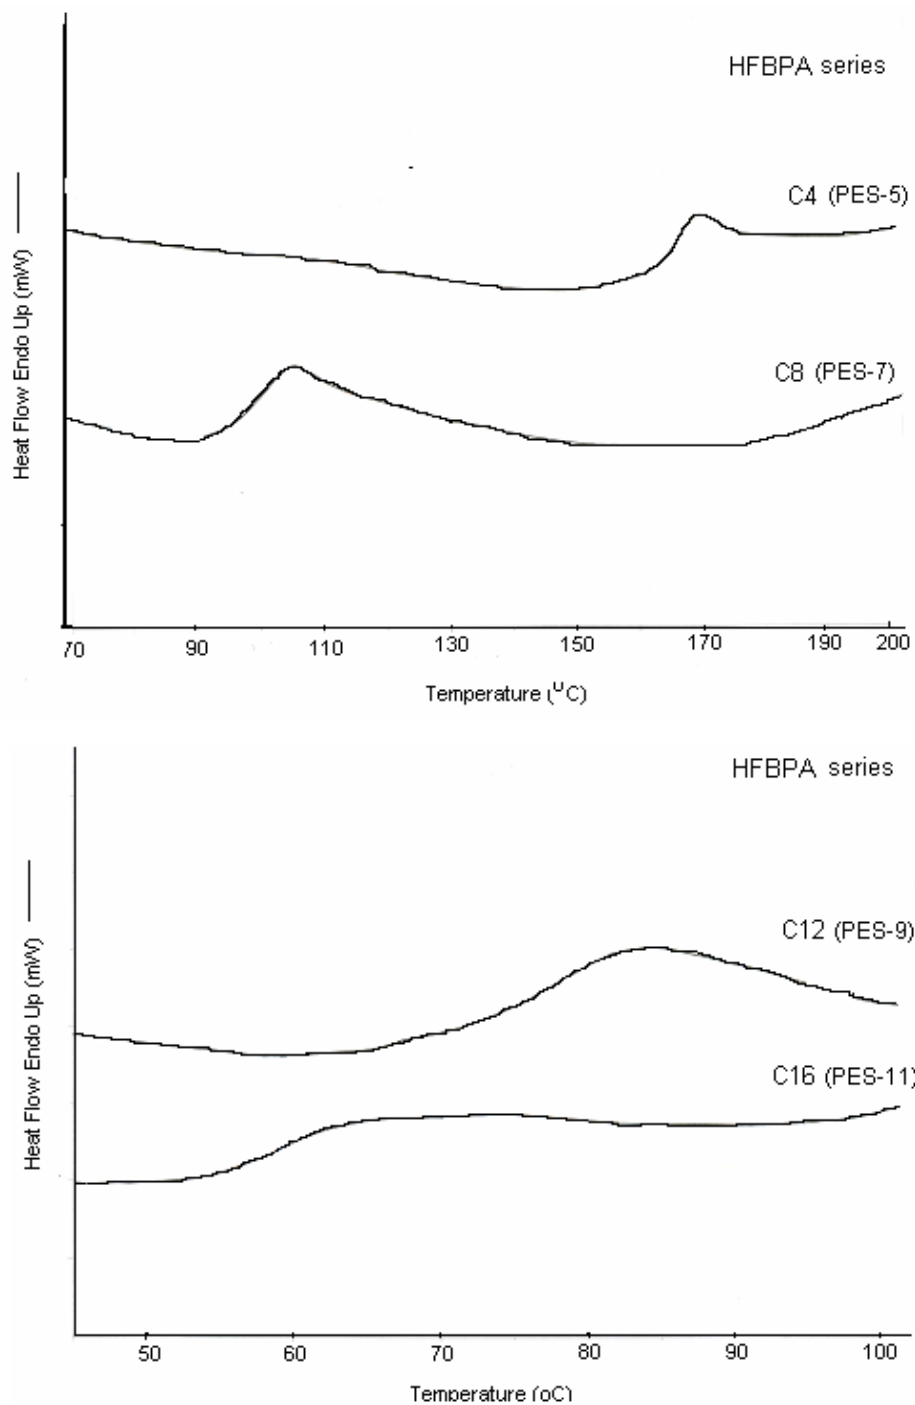 HFBPA series
C4 (PES-5)
C8 (PES-7)
Heat Flow Endo Up (mW)
70 90 110 130 150 170 190 200
Temperature (⁰C)
HFBPA series
C12 (PES-9)
C16 (PES-11)
Heat Flow Endo Up (mW)
50 60 70 80 90 100
Temperature (oC)